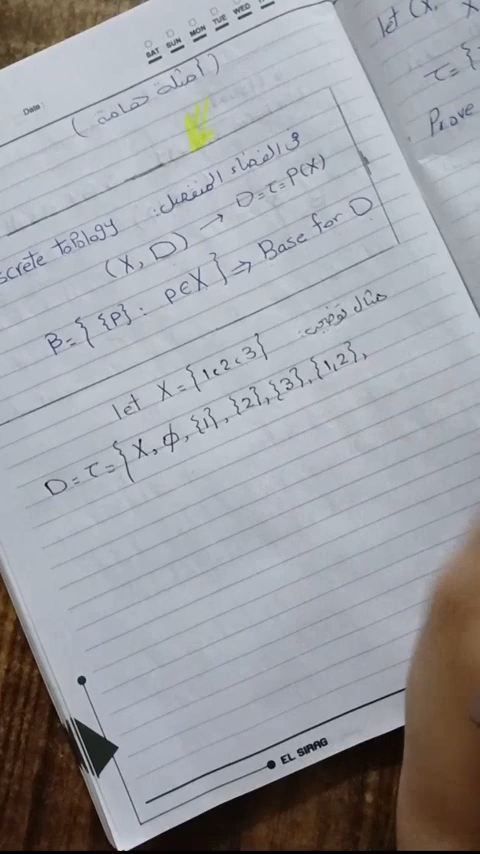 SAT SUN MON TUE WED
Date:
(أمثلة هامة)
في الفضاء المنفصل:
screte topology
(X, D) → D=τ=P(X)
β={{P}: p∈X} ⇒ Base for D
مثال توضيحي:
let X={1,2,3}
D=τ={X, φ, {1}, {2}, {3}, {1,2},
EL SIRAG
let (X,
τ={
Prove